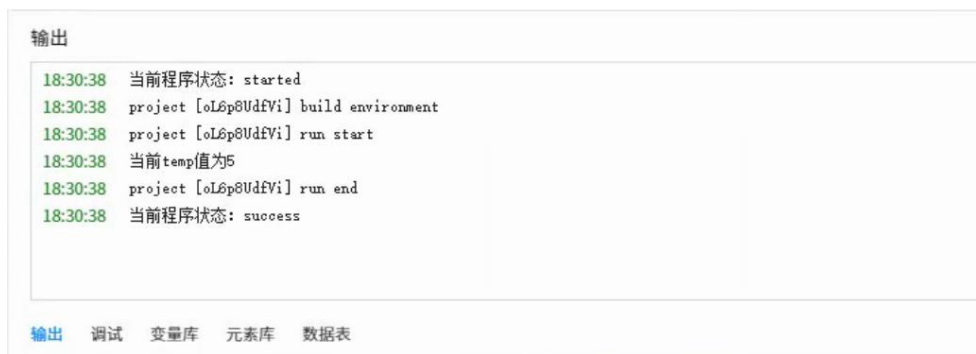 输出
18:30:38 当前程序状态：started
18:30:38 project [oL6p8UdfVi] build environment
18:30:38 project [oL6p8UdfVi] run start
18:30:38 当前temp值为5
18:30:38 project [oL6p8UdfVi] run end
18:30:38 当前程序状态：success
输出 调试 变量库 元素库 数据表